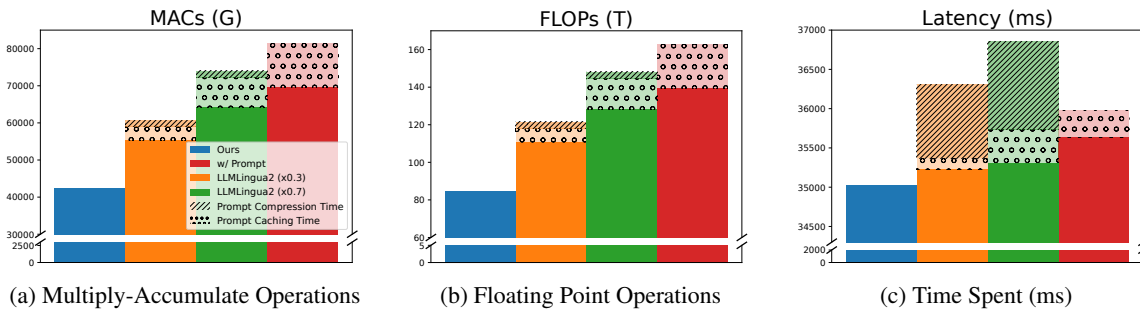 MACs (G)
80000
70000
60000
50000
40000
30000
2500
0
Ours
w/ Prompt
LLMLingua2 (x0.3)
LLMLingua2 (x0.7)
Prompt Compression Time
Prompt Caching Time
(a) Multiply-Accumulate Operations
FLOPs (T)
160
140
120
100
80
60
5
0
(b) Floating Point Operations
Latency (ms)
37000
36500
36000
35500
35000
34500
2000
0
(c) Time Spent (ms)